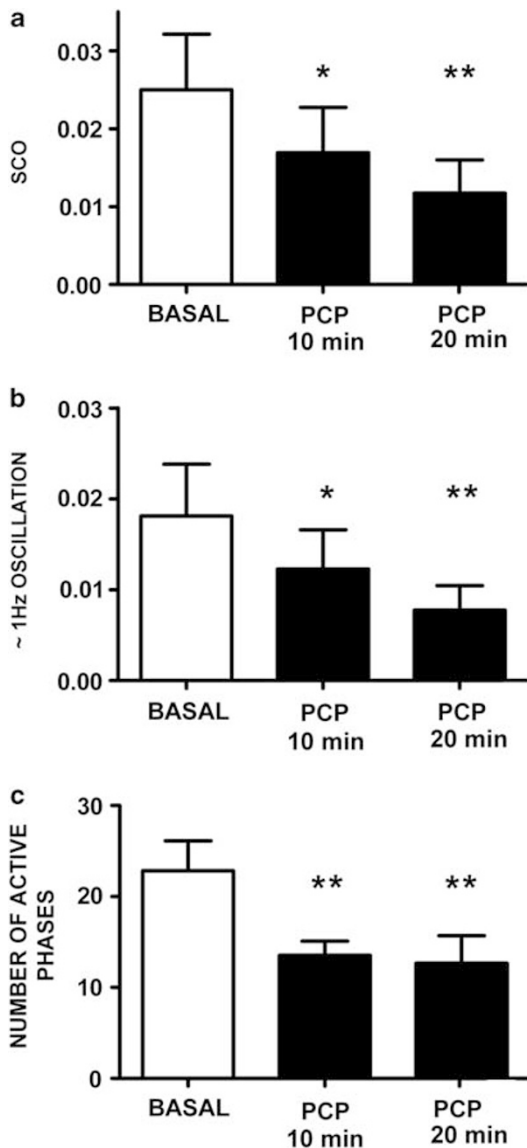 a
SCO
0.03
0.02
0.01
0.00
*
**
BASAL
PCP
10 min
PCP
20 min
b
~ 1Hz OSCILLATION
0.03
0.02
0.01
0.00
*
**
BASAL
PCP
10 min
PCP
20 min
c
NUMBER OF ACTIVE
PHASES
30
20
10
0
**
**
BASAL
PCP
10 min
PCP
20 min